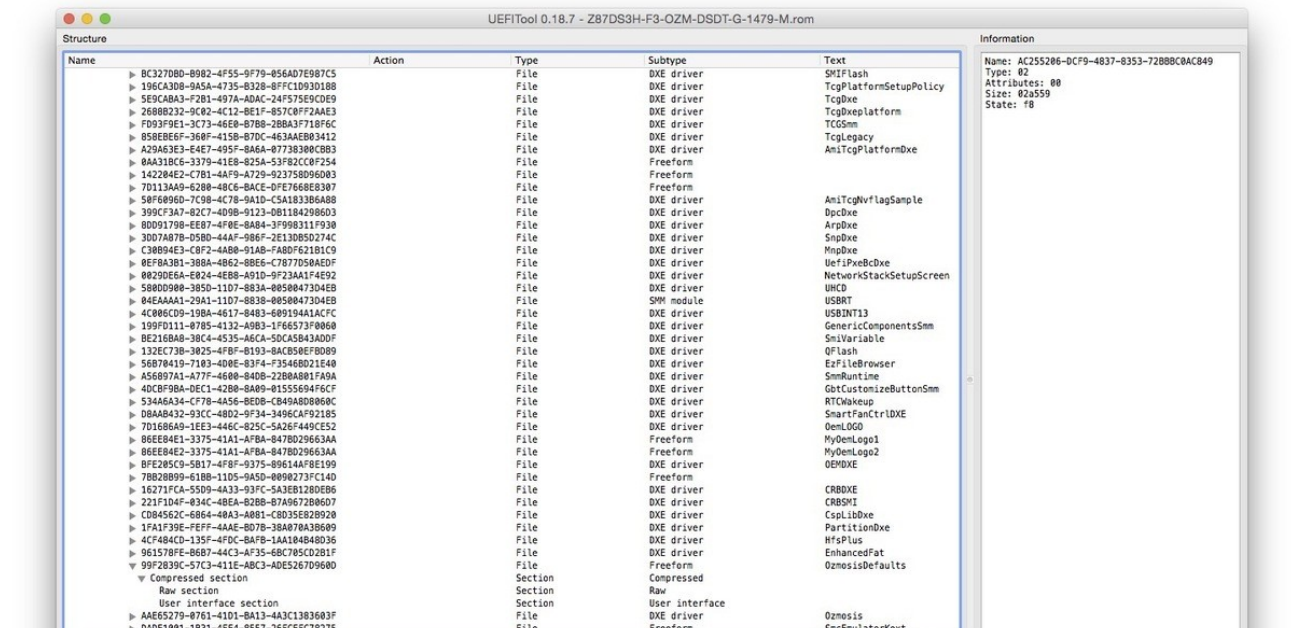 UEFITool 0.18.7 - Z87DS3H-F3-OZM-DSDT-G-1479-M.rom
Structure
Information
Name Action Type Subtype Text
BC327DBD-B982-4F55-9F79-056AD7E987C5 File DXE driver SMIFlash
196CA3D8-9A5A-4735-B328-8FFC1D93D188 File DXE driver TcgPlatformSetupPolicy
5E9CABA3-F2B1-497A-ADAC-24F575E9CDE9 File DXE driver TcgDxe
2688B232-9C02-4C12-BE1F-857C0FF2AAE3 File DXE driver TcgDxeplatform
FD93F9E1-3C73-46E0-B7B8-2BBA3F718F6C File DXE driver TCGSmm
858EBE6F-360F-415B-B7DC-463AAEB03412 File DXE driver TcgLegacy
A29A63E3-E4E7-495F-8A6A-07738300CBB3 File DXE driver AmiTcgPlatformDxe
0AA31BC6-3379-41E8-825A-53F82CC0F254 File Freeform
142204E2-C7B1-4AF9-A729-923758D96D03 File Freeform
7D113AA9-6280-48C6-BACE-DFE7668E8307 File Freeform
50F6096D-7C98-4C78-9A1D-C5A1833B6A88 File DXE driver AmiTcgNvflagSample
399CF3A7-82C7-4D9B-9123-DB11842986D3 File DXE driver DpcDxe
8DD91798-EE87-4F0E-8A84-3F998311F930 File DXE driver ArpDxe
3DD7A87B-D5BD-44AF-986F-2E13DB5D274C File DXE driver SnpDxe
C30B94E3-C8F2-4AB0-91AB-FA8DF621B1C9 File DXE driver MnpDxe
0EF8A3B1-388A-4B62-8BE6-C7877D50AEDF File DXE driver UefiPxeBcDxe
0029DE6A-E024-4EB8-A91D-9F23AA1F4E92 File DXE driver NetworkStackSetupScreen
580DD900-385D-11D7-883A-00500473D4EB File DXE driver UHCD
04EAAAA1-29A1-11D7-8838-00500473D4EB File SMM module USBRT
4C006CD9-19BA-4617-8483-609194A1ACFC File DXE driver USBINT13
199FD111-0785-4132-A9B3-1F66573F0060 File DXE driver GenericComponentsSmm
BE216BA8-38C4-4535-A6CA-5DCA5B43ADDF File DXE driver SmiVariable
132EC73B-3025-4FBF-B193-8ACB50EFBD89 File DXE driver QFlash
56B70419-7103-4D0E-83F4-F3546BD21E40 File DXE driver EzFileBrowser
A56897A1-A77F-4600-84DB-22B0A801FA9A File DXE driver SmmRuntime
4DCBF9BA-DEC1-42B0-8A09-01555694F6CF File DXE driver GbtCustomizeButtonSmm
534A6A34-CF78-4A56-BEDB-CB49A8D8060C File DXE driver RTCWakeup
D8AAB432-93CC-48D2-9F34-3496CAF92185 File DXE driver SmartFanCtrlDXE
7D1686A9-1EE3-446C-825C-5A26F449CE52 File DXE driver OemLOGO
86EE84E1-3375-41A1-AFBA-847BD29663AA File Freeform MyOemLogo1
86EE84E2-3375-41A1-AFBA-847BD29663AA File Freeform MyOemLogo2
BFE205C9-5B17-4F8F-9375-89614AF8E199 File DXE driver OEMDXE
7BB28B99-61BB-11D5-9A5D-0090273FC14D File Freeform
16271FCA-55D9-4A33-93FC-5A3EB128DEB6 File DXE driver CRBDXE
221F1D4F-034C-4BEA-B2BB-B7A9672B06D7 File DXE driver CRBSMI
CD84562C-6864-40A3-A081-C8D35E82B920 File DXE driver CspLibDxe
1FA1F39E-FEFF-4AAE-BD7B-38A070A3B609 File DXE driver PartitionDxe
4CF484CD-135F-4FDC-BAFB-1AA104B48D36 File DXE driver HfsPlus
961578FE-B6B7-44C3-AF35-6BC705CD2B1F File DXE driver EnhancedFat
99F2839C-57C3-411E-ABC3-ADE5267D960D File Freeform OzmosisDefaults
Compressed section Section Compressed
Raw section Section Raw
User interface section Section User interface
AAE65279-0761-41D1-BA13-4A3C1383603F File DXE driver Ozmosis
Name: AC255206-DCF9-4837-8353-72BBBC0AC849
Type: 02
Attributes: 00
Size: 02a559
State: f8